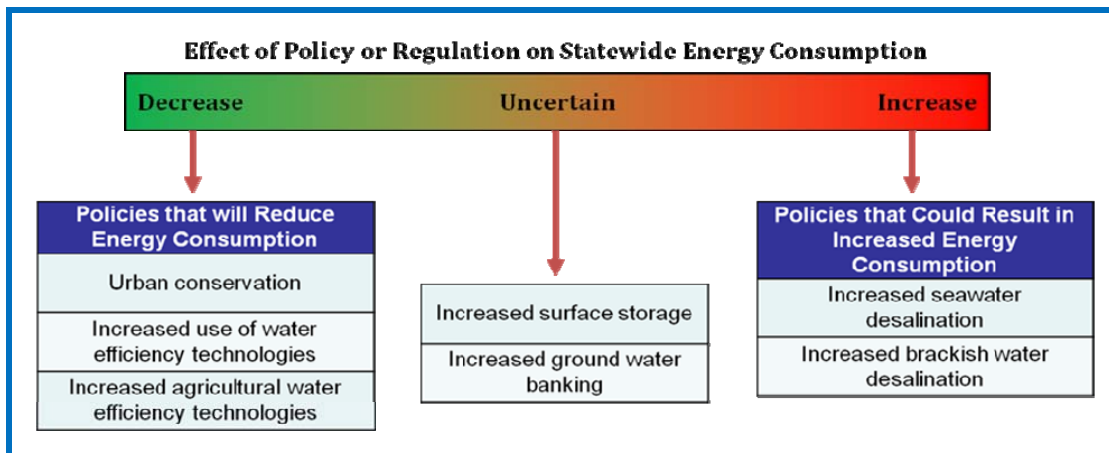 Effect of Policy or Regulation on Statewide Energy Consumption
Decrease
Uncertain
Increase
Policies that will Reduce
Energy Consumption
Urban conservation
Increased use of water
efficiency technologies
Increased agricultural water
efficiency technologies
Increased surface storage
Increased ground water
banking
Policies that Could Result in
Increased Energy
Consumption
Increased seawater
desalination
Increased brackish water
desalination